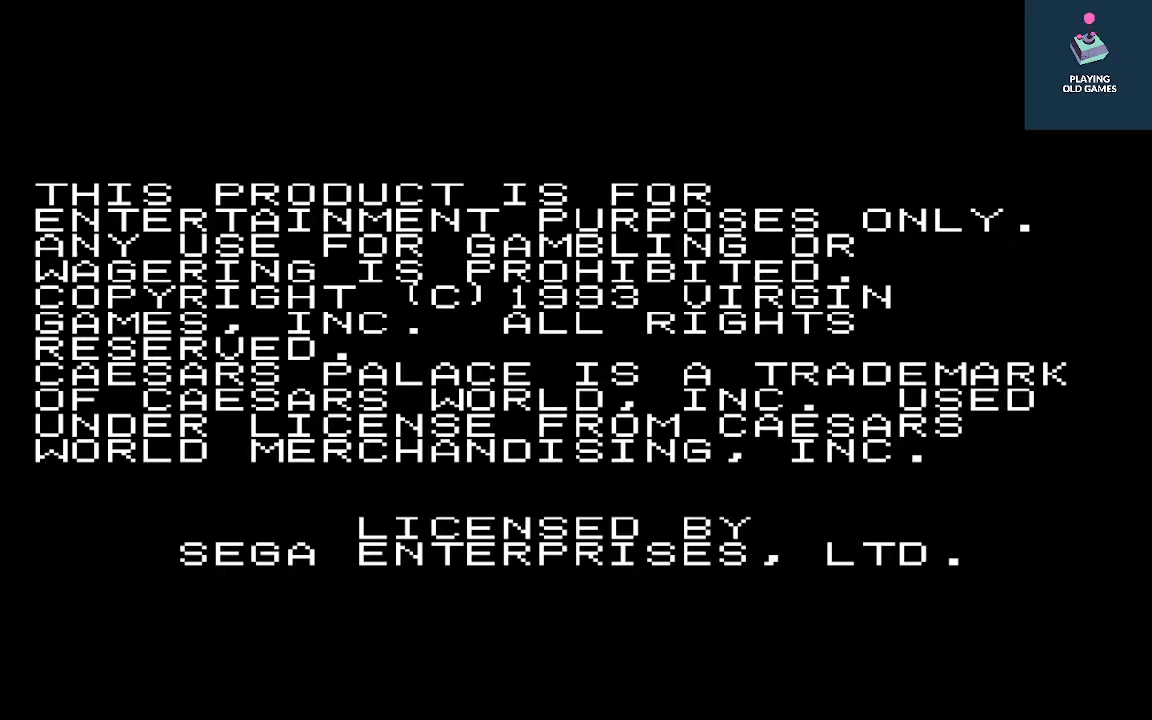 PLAYING
OLD GAMES
THIS PRODUCT IS FOR
ENTERTAINMENT PURPOSES ONLY.
ANY USE FOR GAMBLING OR
WAGERING IS PROHIBITED.
COPYRIGHT (C) 1993 VIRGIN
GAMES, INC. ALL RIGHTS
RESERVED.
CAESARS PALACE IS A TRADEMARK
OF CAESARS WORLD, INC. USED
UNDER LICENSE FROM CAESARS
WORLD MERCHANDISING, INC.
LICENSED BY
SEGA ENTERPRISES, LTD.